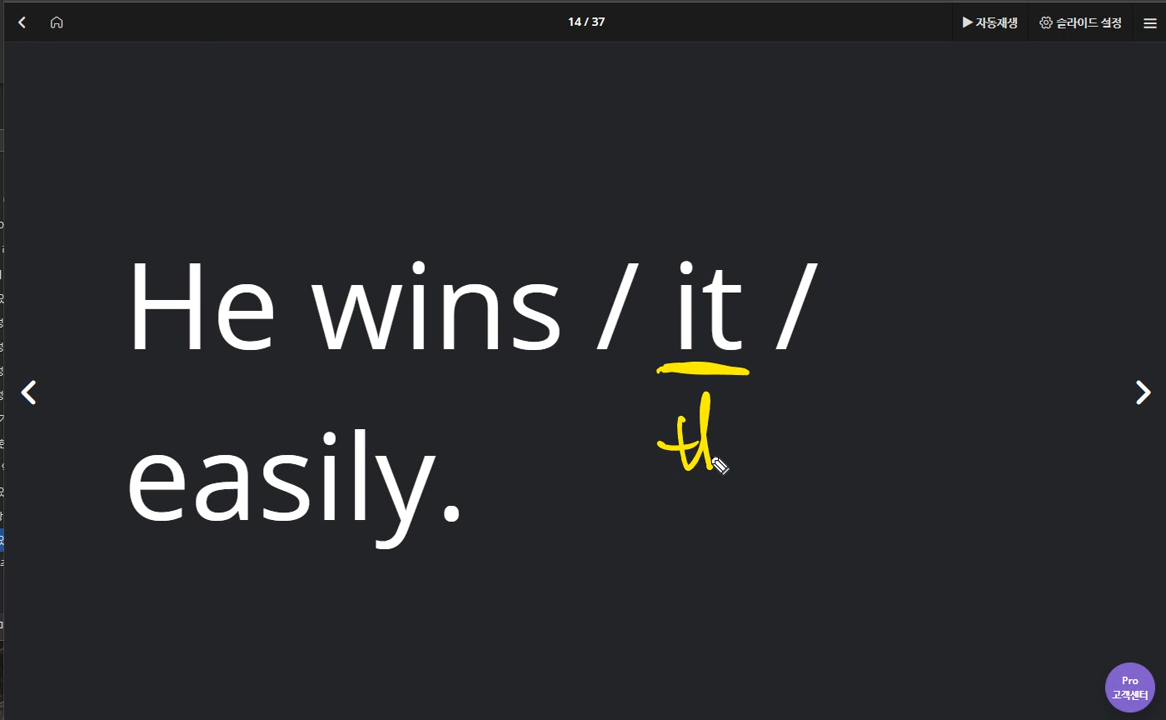 14 / 37
▶ 자동재생
슬라이드 설정
He wins / it /
easily.
th
Pro
고객센터